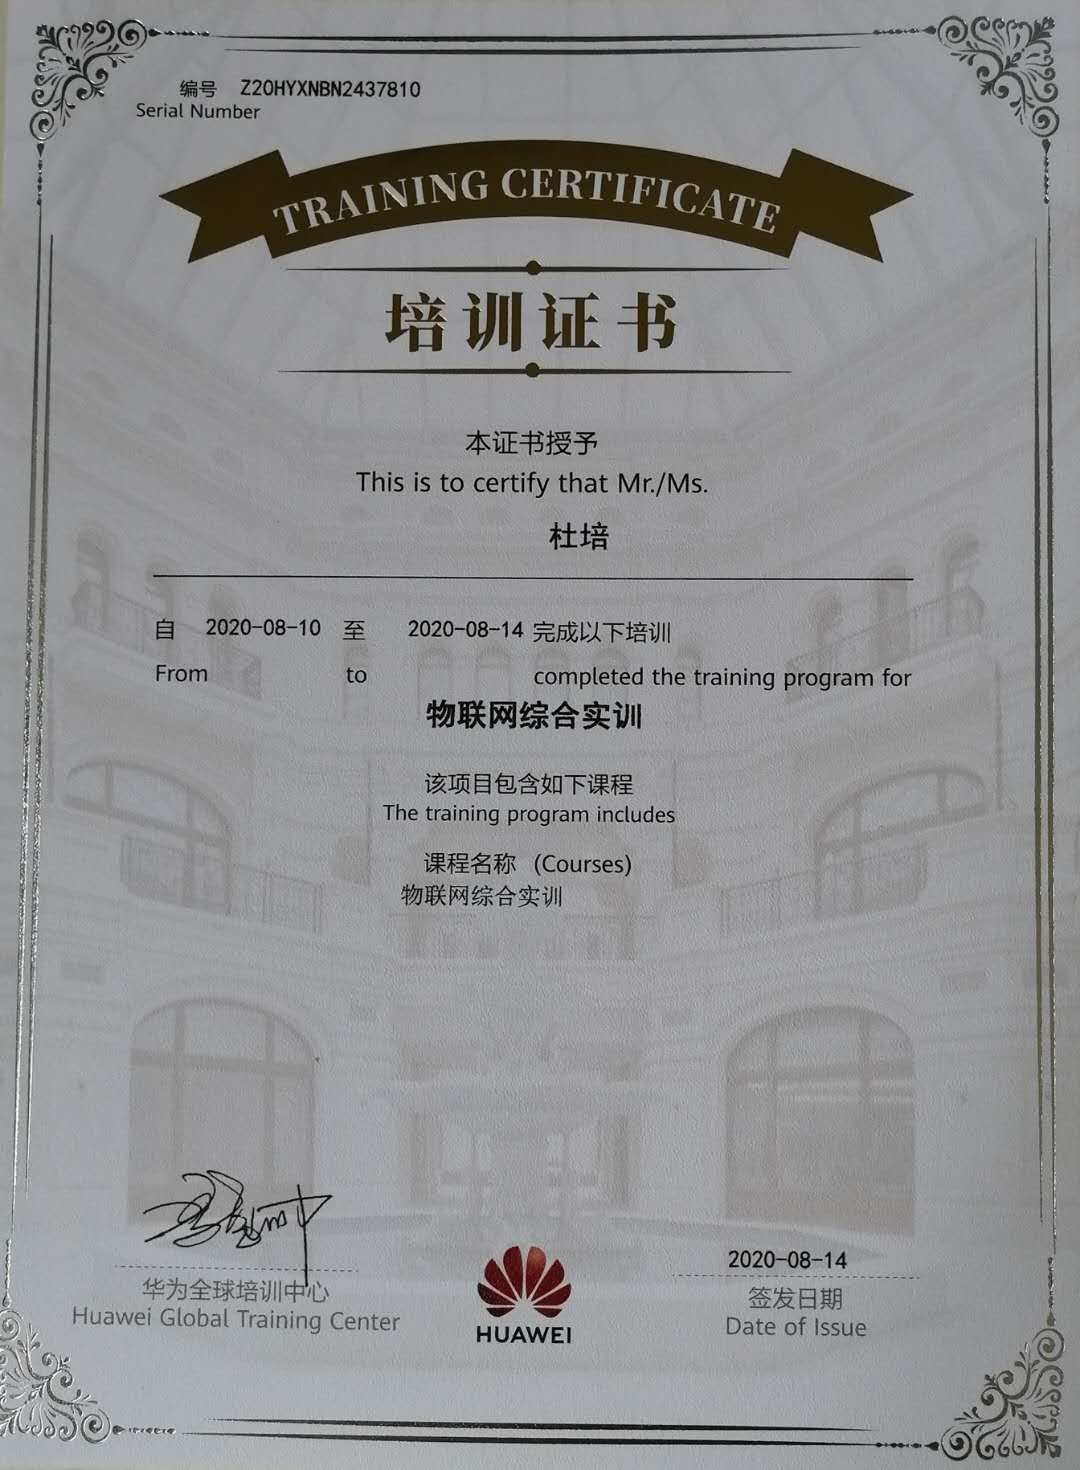 编号 Z20HYXNBN2437810
Serial Number
TRAINING CERTIFICATE
培训证书
本证书授予
This is to certify that Mr./Ms.
杜培
自 2020-08-10 至 2020-08-14 完成以下培训
From to completed the training program for
物联网综合实训
该项目包含如下课程
The training program includes
课程名称 (Courses)
物联网综合实训
华为全球培训中心
Huawei Global Training Center
HUAWEI
2020-08-14
签发日期
Date of Issue